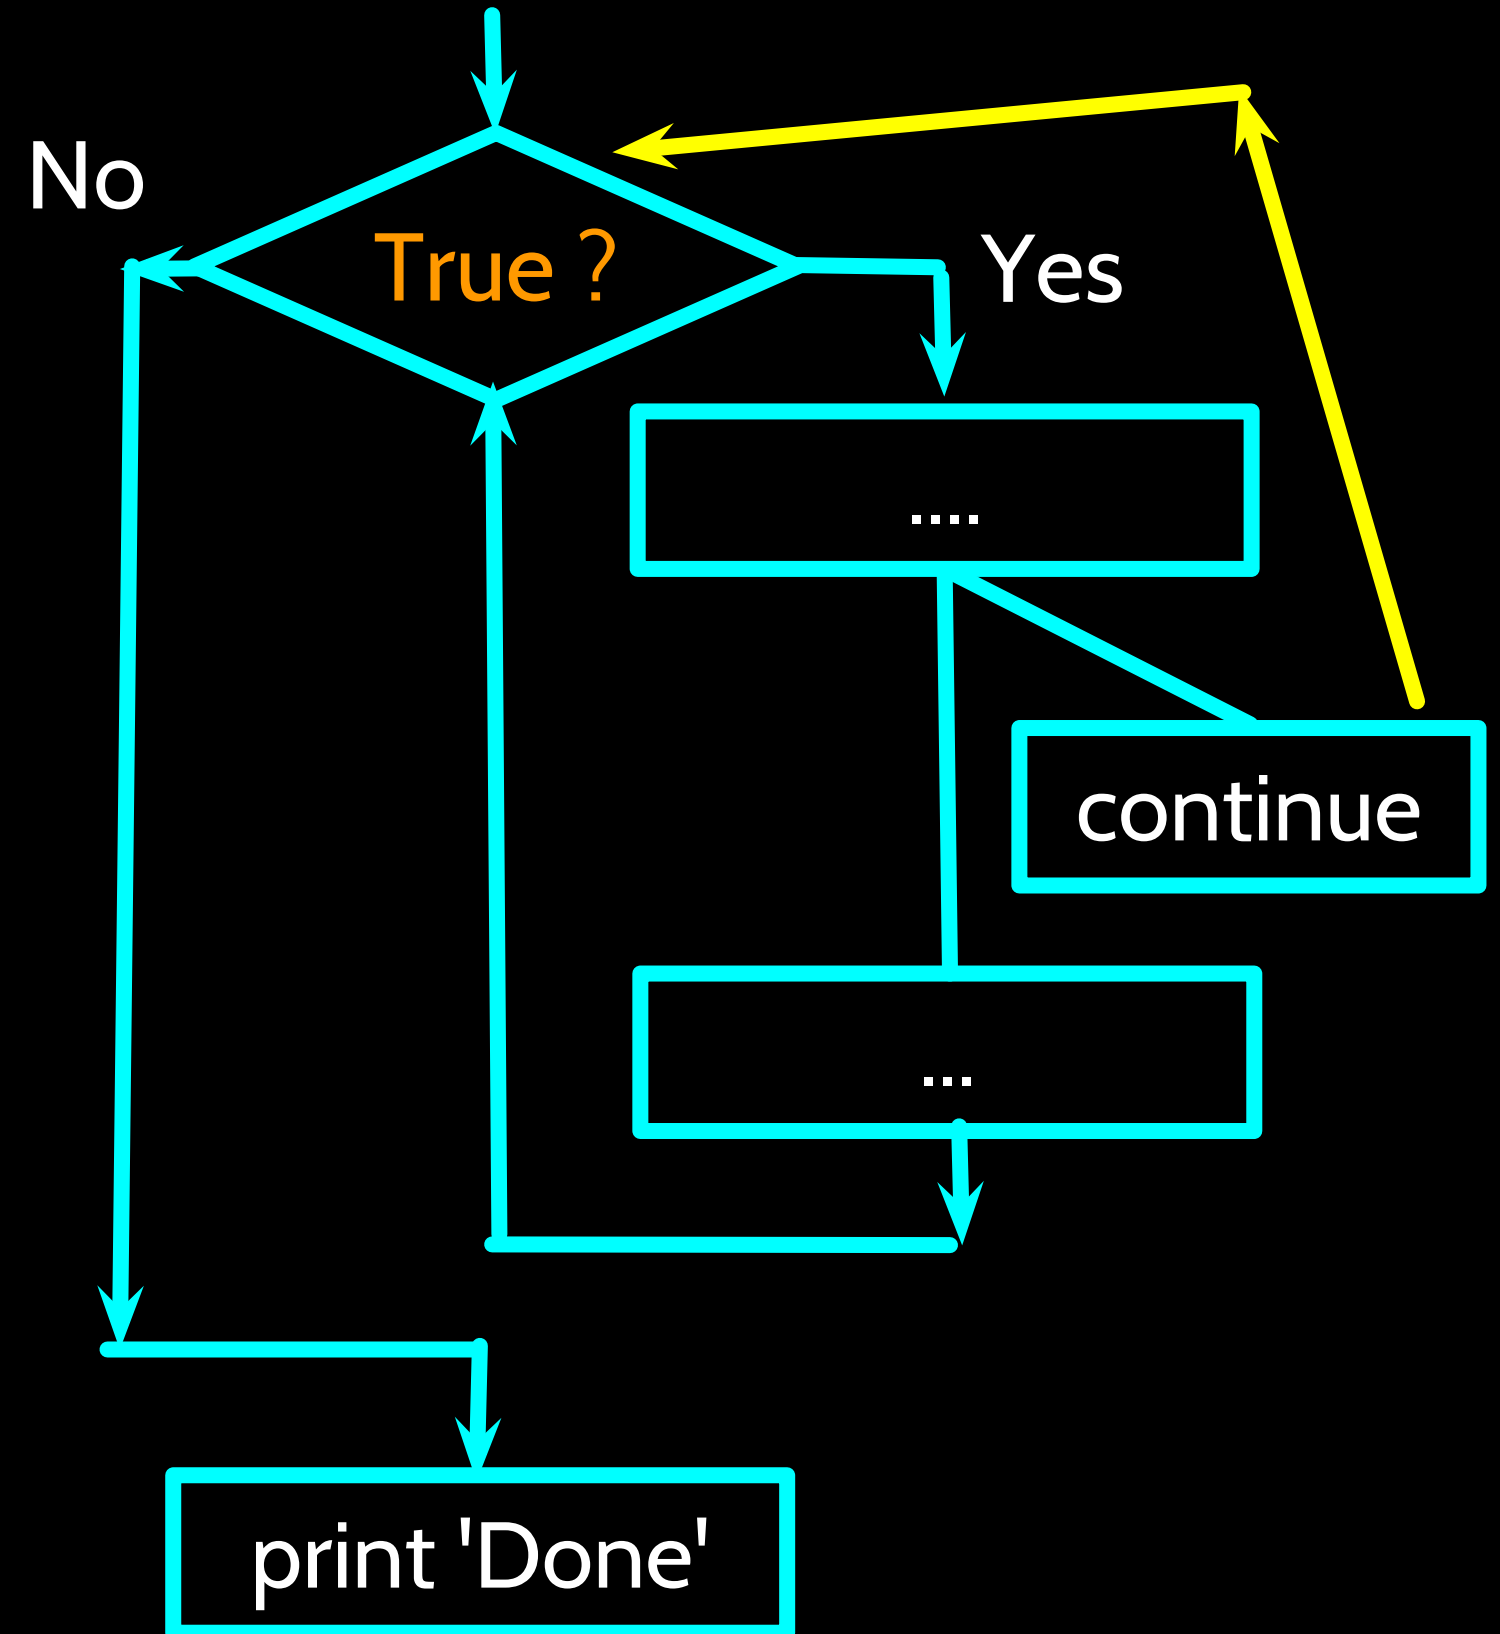 No
True ?
Yes
....
continue
...
print 'Done'